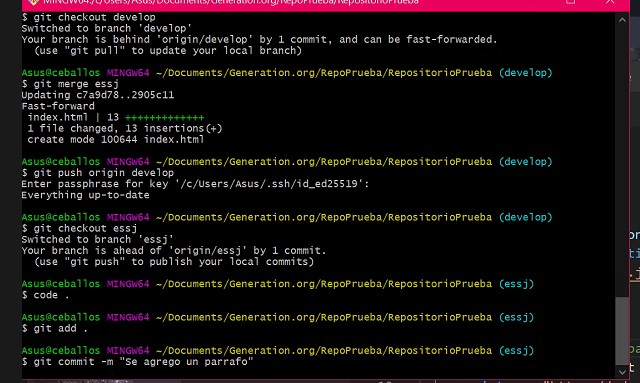 MINGW64:/c/Users/Asus/Documents/Generation.org/RepoPrueba/RepositorioPrueba
$ git checkout develop
Switched to branch 'develop'
Your branch is behind 'origin/develop' by 1 commit, and can be fast-forwarded.
(use "git pull" to update your local branch)
Asus@ceballos MINGW64 ~/Documents/Generation.org/RepoPrueba/RepositorioPrueba (develop)
$ git merge essj
Updating c7a9d78..2905c11
Fast-forward
index.html | 13 +++++++++++++
1 file changed, 13 insertions(+)
create mode 100644 index.html
Asus@ceballos MINGW64 ~/Documents/Generation.org/RepoPrueba/RepositorioPrueba (develop)
$ git push origin develop
Enter passphrase for key '/c/Users/Asus/.ssh/id_ed25519':
Everything up-to-date
Asus@ceballos MINGW64 ~/Documents/Generation.org/RepoPrueba/RepositorioPrueba (develop)
$ git checkout essj
Switched to branch 'essj'
Your branch is ahead of 'origin/essj' by 1 commit.
(use "git push" to publish your local commits)
Asus@ceballos MINGW64 ~/Documents/Generation.org/RepoPrueba/RepositorioPrueba (essj)
$ code .
Asus@ceballos MINGW64 ~/Documents/Generation.org/RepoPrueba/RepositorioPrueba (essj)
$ git add .
Asus@ceballos MINGW64 ~/Documents/Generation.org/RepoPrueba/RepositorioPrueba (essj)
$ git commit -m "Se agrego un parrafo"